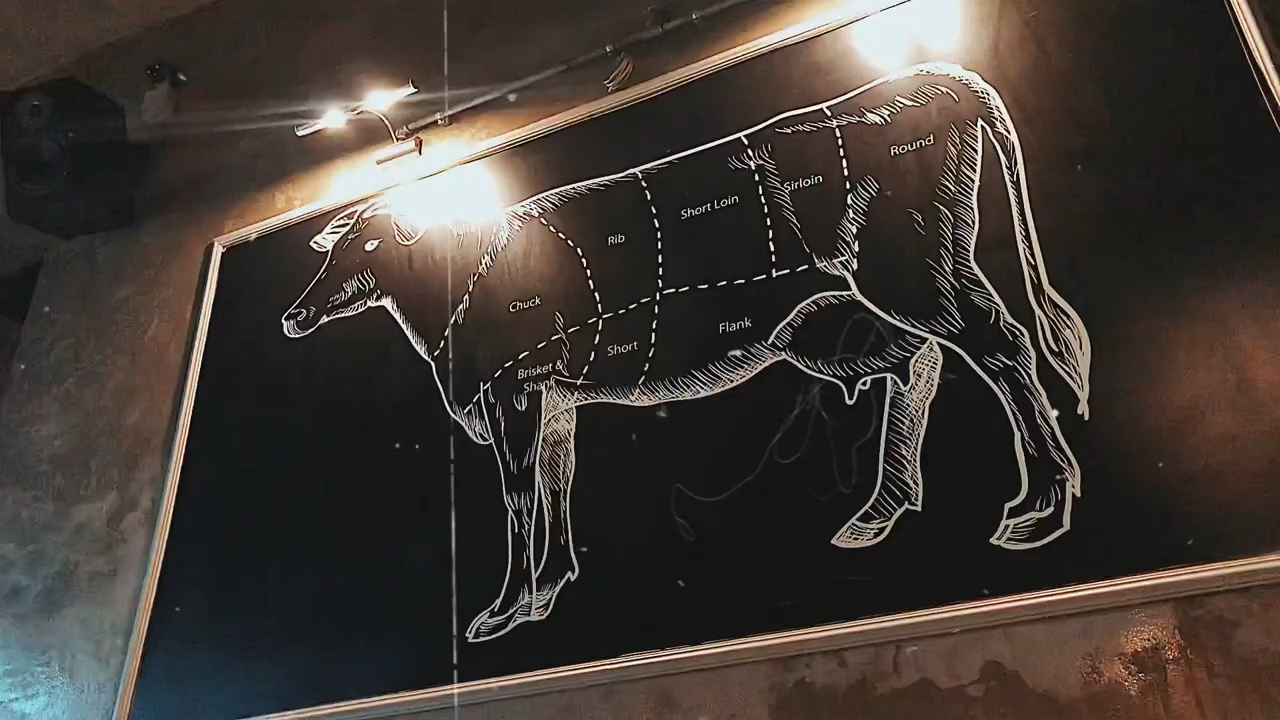 Round
Sirloin
Short Loin
Rib
Chuck
Flank
Short
Brisket &
Shank